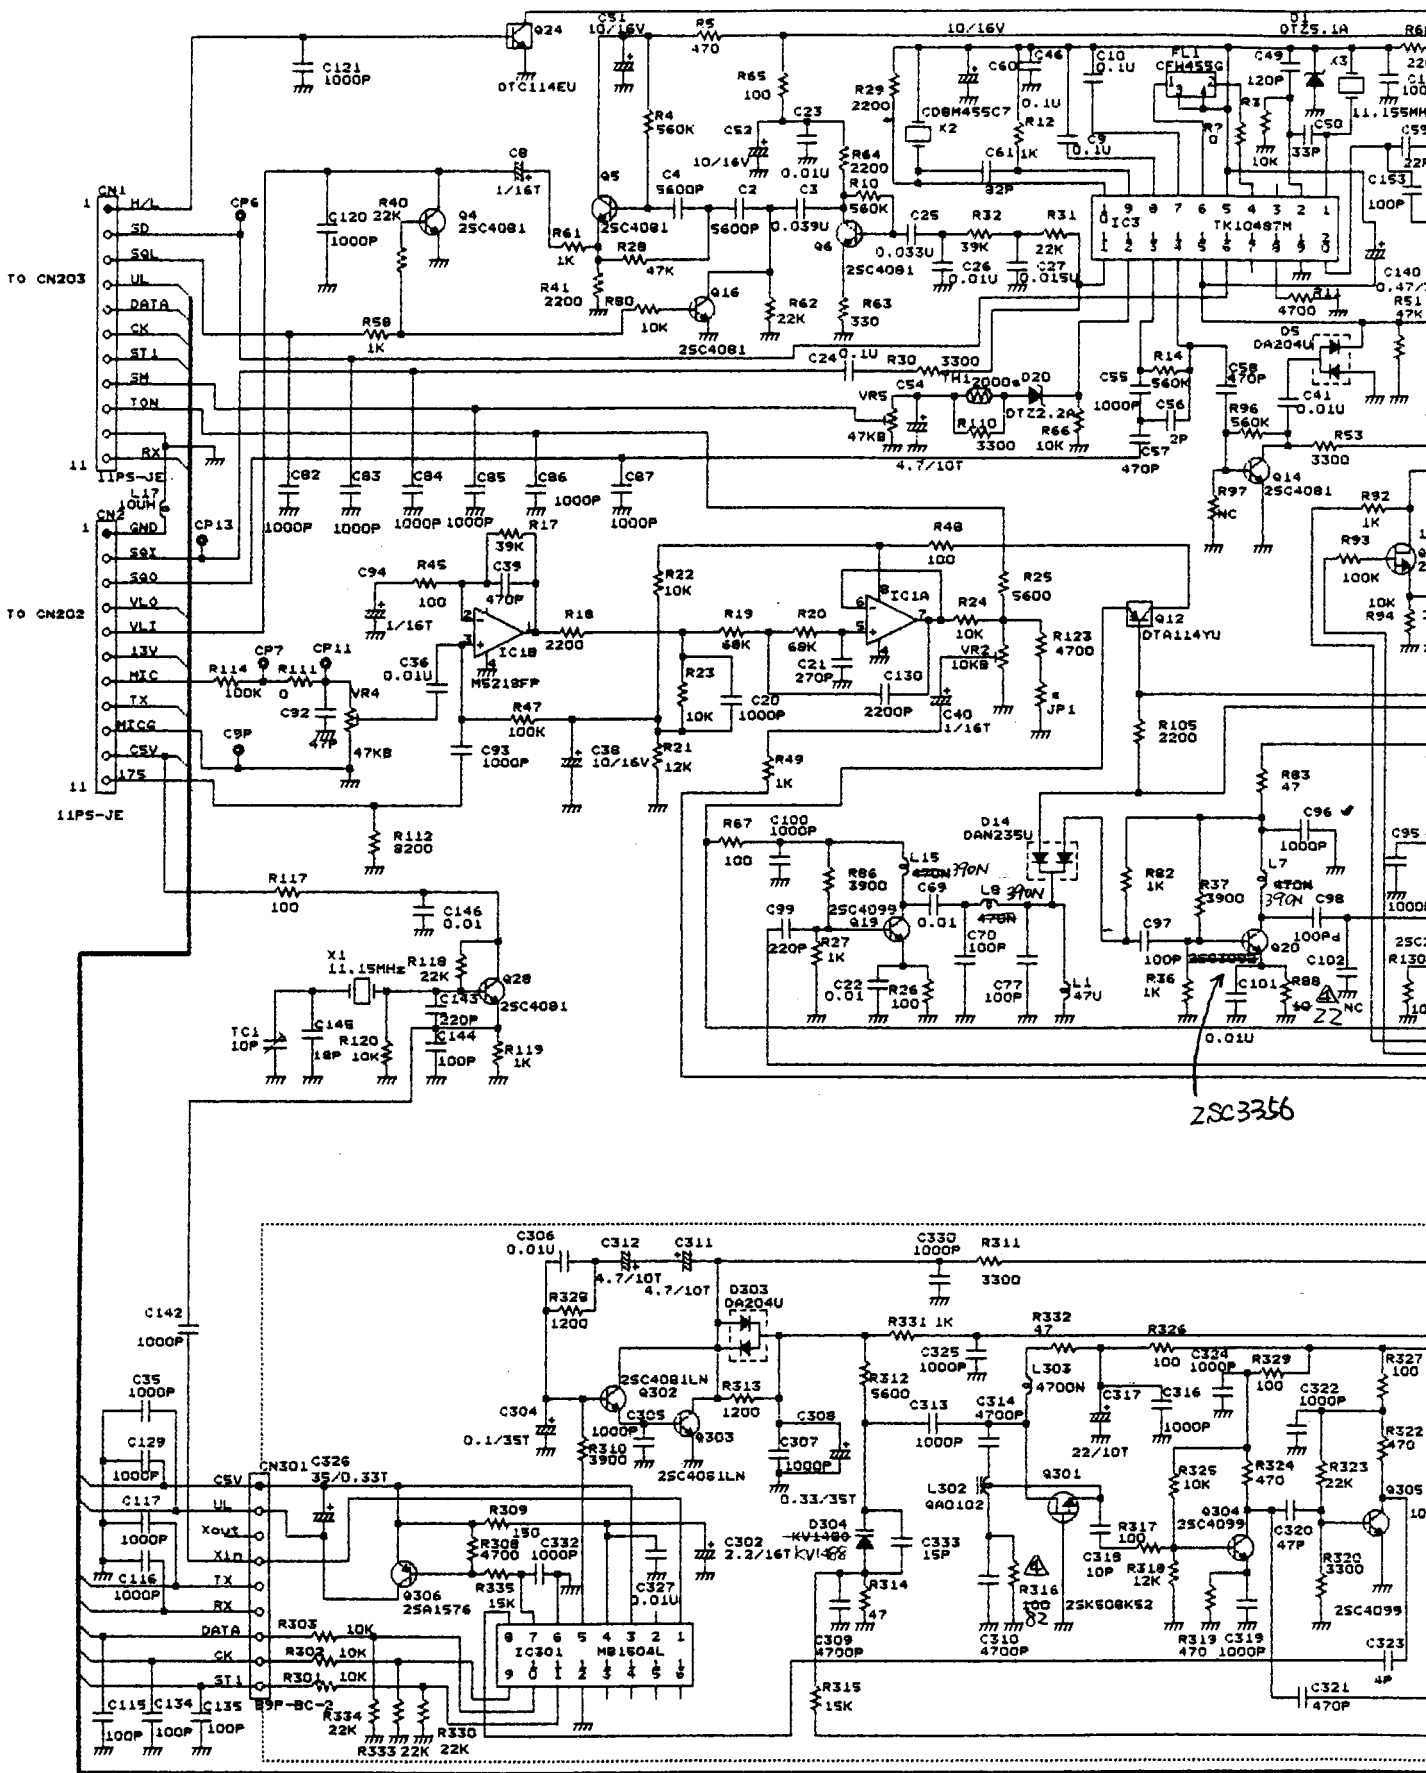 Q24
DTC114EU
C121
1000P
C51
10/16V
R5
470
10/16V
D1
DTZ5.1A
R65
100
R4
560K
C52
10/16V
C23
0.01U
R64
2200
R29
2200
C60
C46
0.1U
C10
0.1U
FL1
CFW455G
C49
120P
X3
11.155MH
CDBM455C7
X2
R12
1K
C9
0.1U
C61
82P
R3
10K
C50
33P
C153
100P
C8
1/16T
CN1
1
H/L
SD
SQL
UL
DATA
CK
ST1
SM
TON
RX
11
11PS-JE
TO CN203
CP6
C120
1000P
R40
22K
Q4
2SC4081
Q5
2SC4081
C4
5600P
C2
5600P
C3
0.039U
R10
560K
Q6
2SC4081
C25
0.033U
R32
39K
R31
22K
C26
0.01U
C27
0.015U
IC3
TK10487M
C140
R61
1K
R28
47K
R41
2200
R80
10K
Q16
2SC4081
R62
22K
R63
330
R11
4700
R51
47K
R58
1K
C24
0.1U
R30
3300
TH1
2000s
D20
DTZ2.2A
VR5
47KB
C54
4.7/10T
R110
3300
R66
10K
C55
1000P
R14
560K
C56
2P
C57
470P
C58
470P
D5
DA204U
C41
0.01U
R96
560K
R53
3300
Q14
2SC4081
R97
NC
R92
1K
R93
100K
10K
R94
L17
10UH
C82
1000P
C83
1000P
C84
1000P
C85
1000P
C86
1000P
C87
1000P
CN2
1
GND
SQI
SQO
VLO
VLI
13V
MIC
TX
MICG
C5V
175
11
11PS-JE
TO CN202
CP13
C94
1/16T
R45
100
R17
39K
C39
470P
IC1B
M5218FP
R18
2200
R22
10K
R48
100
R25
5600
R19
68K
R20
68K
IC1A
R24
10K
VR2
10KB
R123
4700
JP1
Q12
DTA114YU
R114
100K
CP7
R111
0
CP11
C92
47P
VR4
47KB
C36
0.01U
C9P
R47
100K
C93
1000P
C38
10/16V
R23
10K
C20
1000P
C21
270P
C130
2200P
C40
1/16T
R21
12K
R49
1K
R105
2200
R112
8200
R117
100
C146
0.01
R67
100
C100
1000P
R86
3900
L15
470N
390N
C69
0.01
2SC4099
Q19
L8
470N
390N
D14
DAN235U
R83
47
C96
1000P
L7
470N
390N
R82
1K
R37
3900
C98
100Pd
C95
C99
220P
R27
1K
C22
0.01
R26
100
C70
100P
C77
100P
L1
47U
C97
100P
R36
1K
Q20
C101
0.01U
R88
10
22
C102
NC
R130
2SC3356
X1
11.15MHz
R118
22K
Q28
2SC4081
C143
220P
C144
100P
TC1
10P
C145
18P
R120
10K
R119
1K
C306
0.01U
C312
4.7/10T
C311
4.7/10T
R328
1200
D303
DA204U
C330
1000P
R311
3300
C142
1000P
R331 1K
R332
47
R326
100
C325
1000P
L303
4700N
C324
1000P
R329
100
R327
100
C35
1000P
C129
1000P
C117
1000P
C116
1000P
2SC4081LN
Q302
R313
1200
R312
5600
C313
1000P
C314
4700P
C317
22/10T
C316
1000P
C322
1000P
R322
470
C304
0.1/35T
C305
1000P
R310
3900
Q303
2SC4081LN
C307
1000P
C308
0.33/35T
L302
QA0102
Q301
2SK508K52
R325
10K
R324
470
R323
22K
Q305
2SC4099
CN301
C5V
UL
Xout
Xin
TX
RX
DATA
CK
ST1
B9P-BC-2
C326
35/0.33T
R309
150
R308
4700
C332
1000P
R335
15K
C302
2.2/16T
C327
0.01U
D304
KV1480
KV1488
C333
15P
R314
47
C309
4700P
C310
4700P
R316
100
82
R317
100
C318
10P
R318
12K
Q304
2SC4099
C320
47P
R320
3300
R319
470
C319
1000P
C323
4P
C321
470P
Q306
2SA1576
IC301
MB1504L
R303
10K
R302
10K
R301
10K
R315
15K
C115
100P
C134
100P
C135
100P
R334
22K
R333 22K
R330
22K